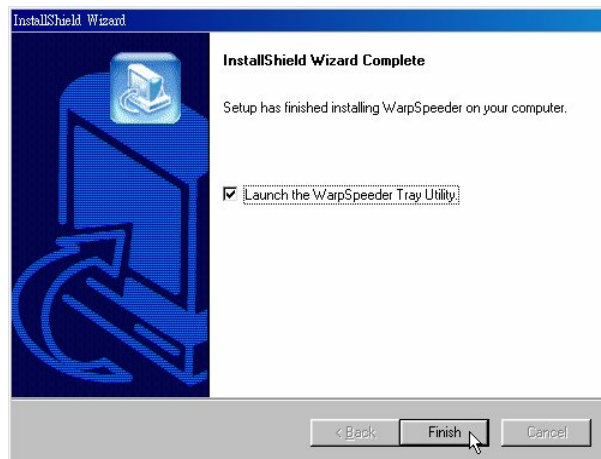 InstallShield Wizard
InstallShield Wizard Complete
Setup has finished installing WarpSpeeder on your computer.
Launch the WarpSpeeder Tray Utility.
< Back Finish Cancel